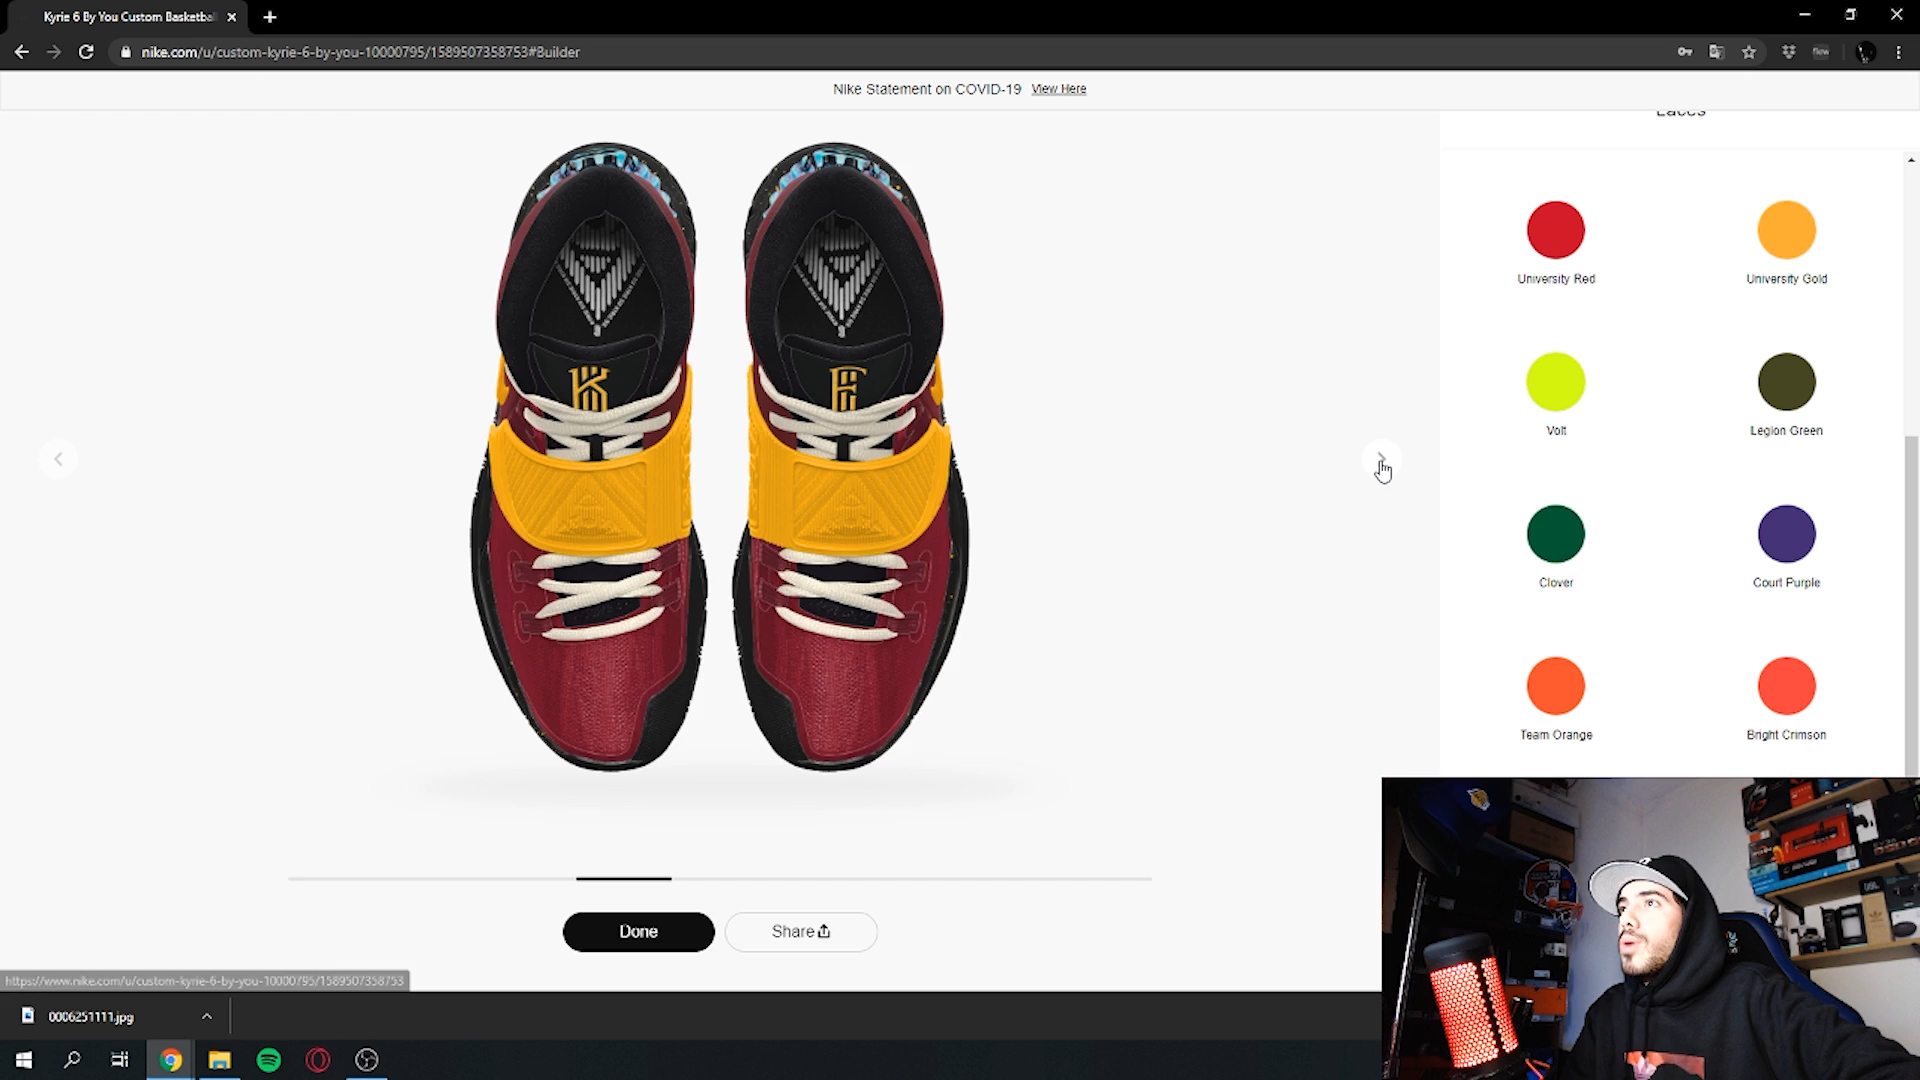 Kyrie 6 By You Custom Basketba
nike.com/u/custom-kyrie-6-by-you-10000795/1589507358753#Builder
Nike Statement on COVID-19 View Here
Laces
University Red
University Gold
Volt
Legion Green
Clover
Court Purple
Team Orange
Bright Crimson
Done
Share
https://www.nike.com/u/custom-kyrie-6-by-you-10000795/1589507358753
0006251111.jpg